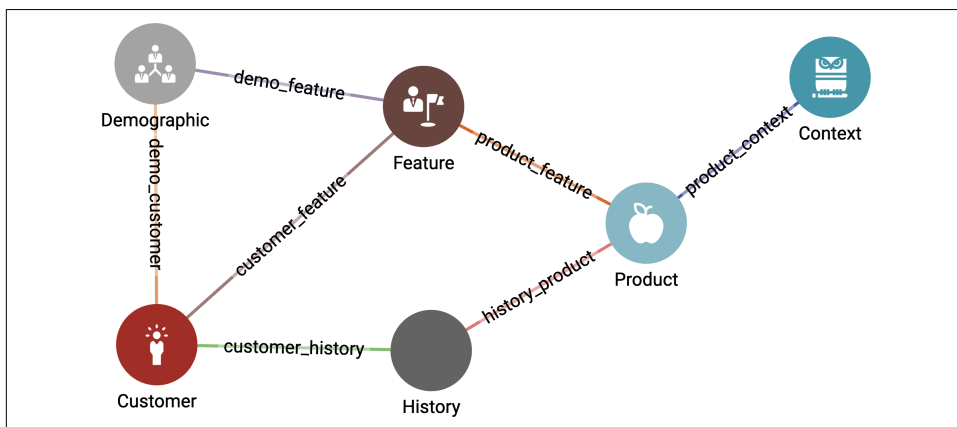 demo_feature
Demographic
Feature
Context
product_feature
product_context
demo_customer
customer_feature
Product
history_product
customer_history
Customer
History